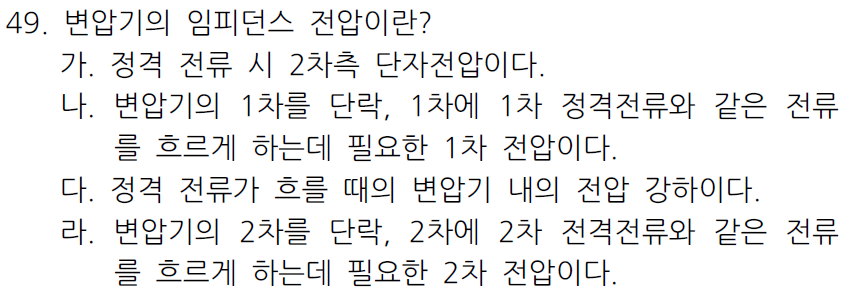 49. 변압기의 임피던스 전압이란?
가. 정격 전류 시 2차측 단자전압이다.
나. 변압기의 1차를 단락, 1차에 1차 정격전류와 같은 전류
를 흐르게 하는데 필요한 1차 전압이다.
다. 정격 전류가 흐를 때의 변압기 내의 전압 강하이다.
라. 변압기의 2차를 단락, 2차에 2차 전격전류와 같은 전류
를 흐르게 하는데 필요한 2차 전압이다.